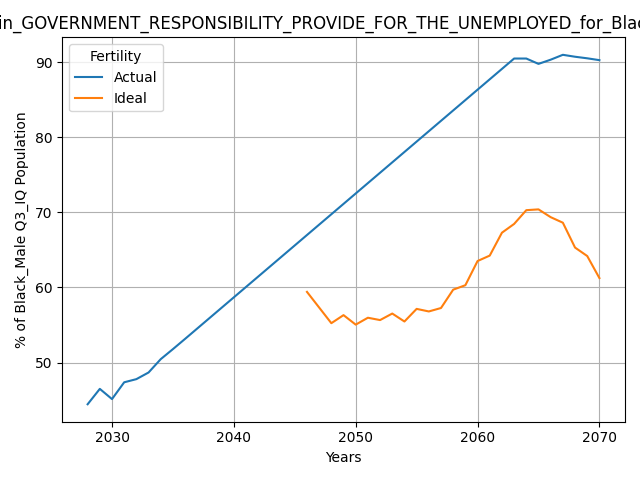 in_GOVERNMENT_RESPONSIBILITY_PROVIDE_FOR_THE_UNEMPLOYED_for_Blac
Fertility
Actual
Ideal
% of Black_Male Q3_IQ Population
90
80
70
60
50
2030 2040 2050 2060 2070
Years